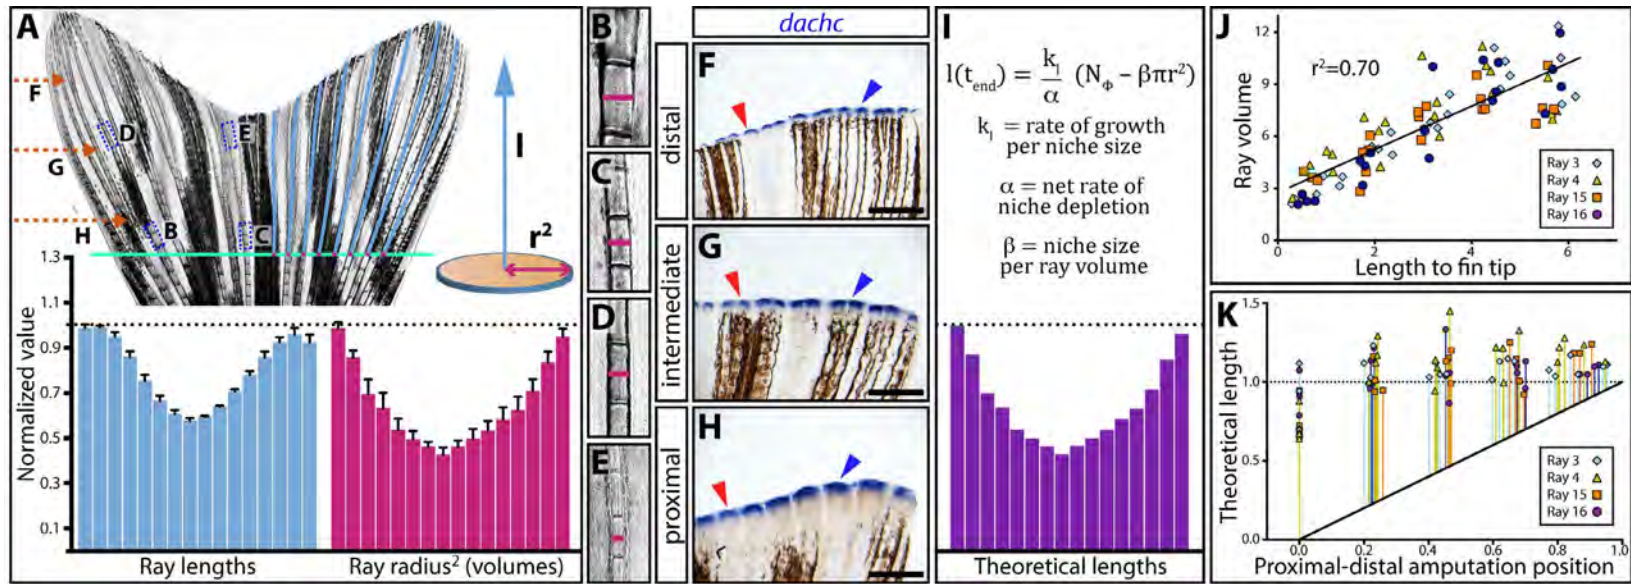 A
F
D
E
G
H
B
C
l
r²
1.3
1.1
0.9
0.7
0.5
0.3
0.1
Normalized value
Ray lengths
Ray radius² (volumes)
B
C
D
E
dachc
distal
intermediate
proximal
F
G
H
I
l(t_end) = k_l/α (N_Φ – βπr²)
k_l = rate of growth
per niche size
α = net rate of
niche depletion
β = niche size
per ray volume
Theoretical lengths
J
12
9
6
3
0
Ray volume
r²=0.70
Ray 3
Ray 4
Ray 15
Ray 16
0
2
4
6
Length to fin tip
K
1.5
1.0
0.5
0.0
Theoretical length
Ray 3
Ray 4
Ray 15
Ray 16
0.0
0.2
0.4
0.6
0.8
1.0
Proximal-distal amputation position